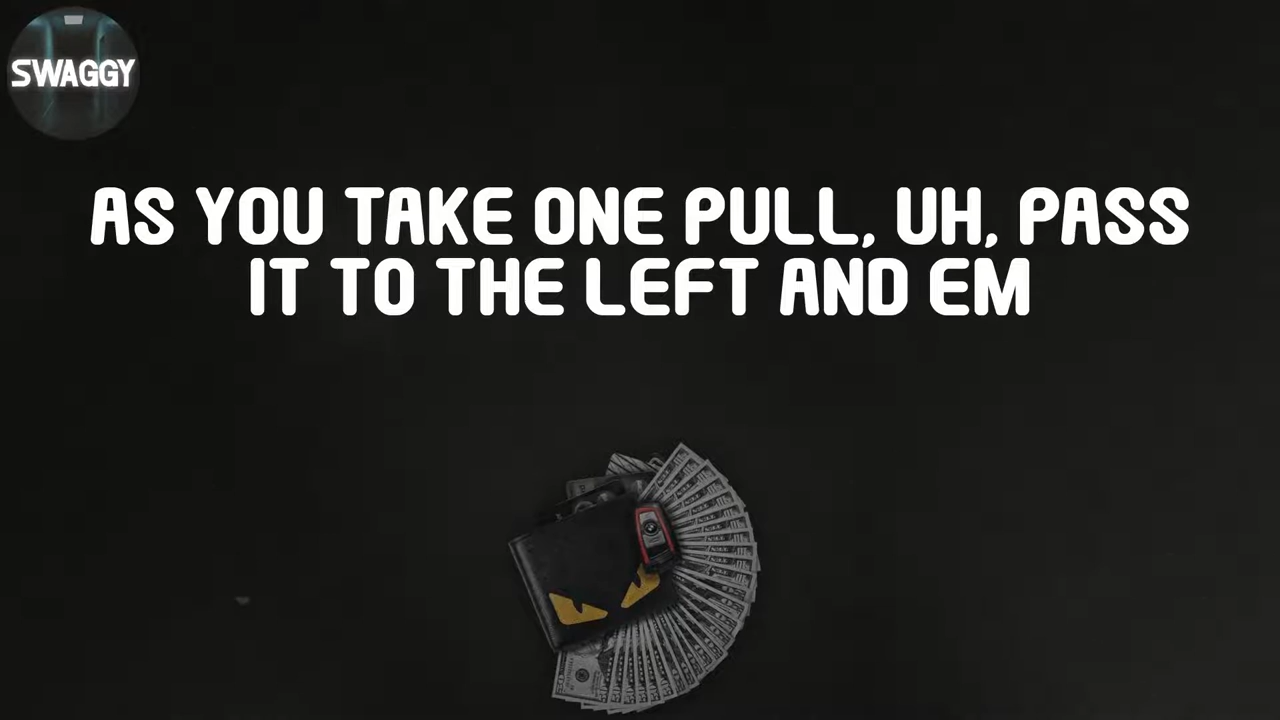 SWAGGY
AS YOU TAKE ONE PULL, UH, PASS
IT TO THE LEFT AND EM